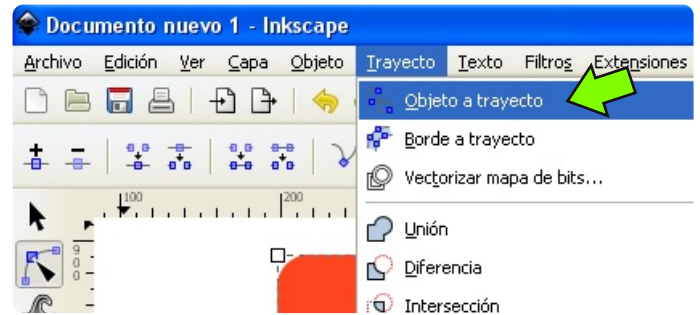 Documento nuevo 1 - Inkscape
Archivo Edición Ver Capa Objeto Trayecto Texto Filtros Extensiones
Objeto a trayecto
Borde a trayecto
Vectorizar mapa de bits...
100 200
Unión
900
Diferencia
Intersección